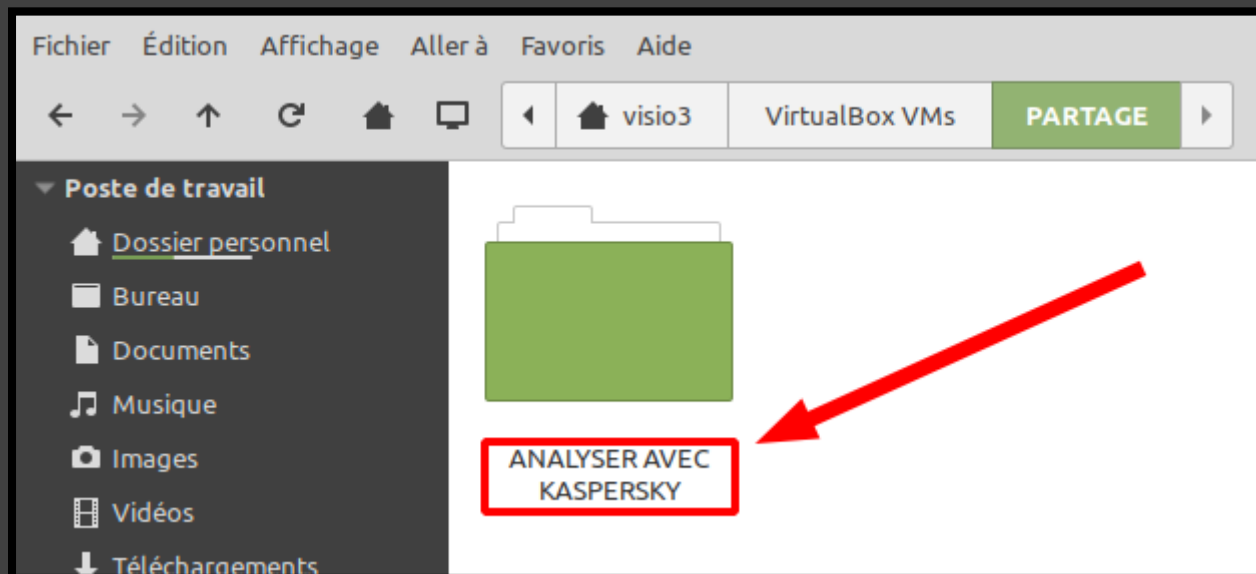 Fichier Édition Affichage Aller à Favoris Aide
visio3 VirtualBox VMs PARTAGE
Poste de travail
Dossier personnel
Bureau
Documents
Musique
Images
Vidéos
Téléchargements
ANALYSER AVEC
KASPERSKY